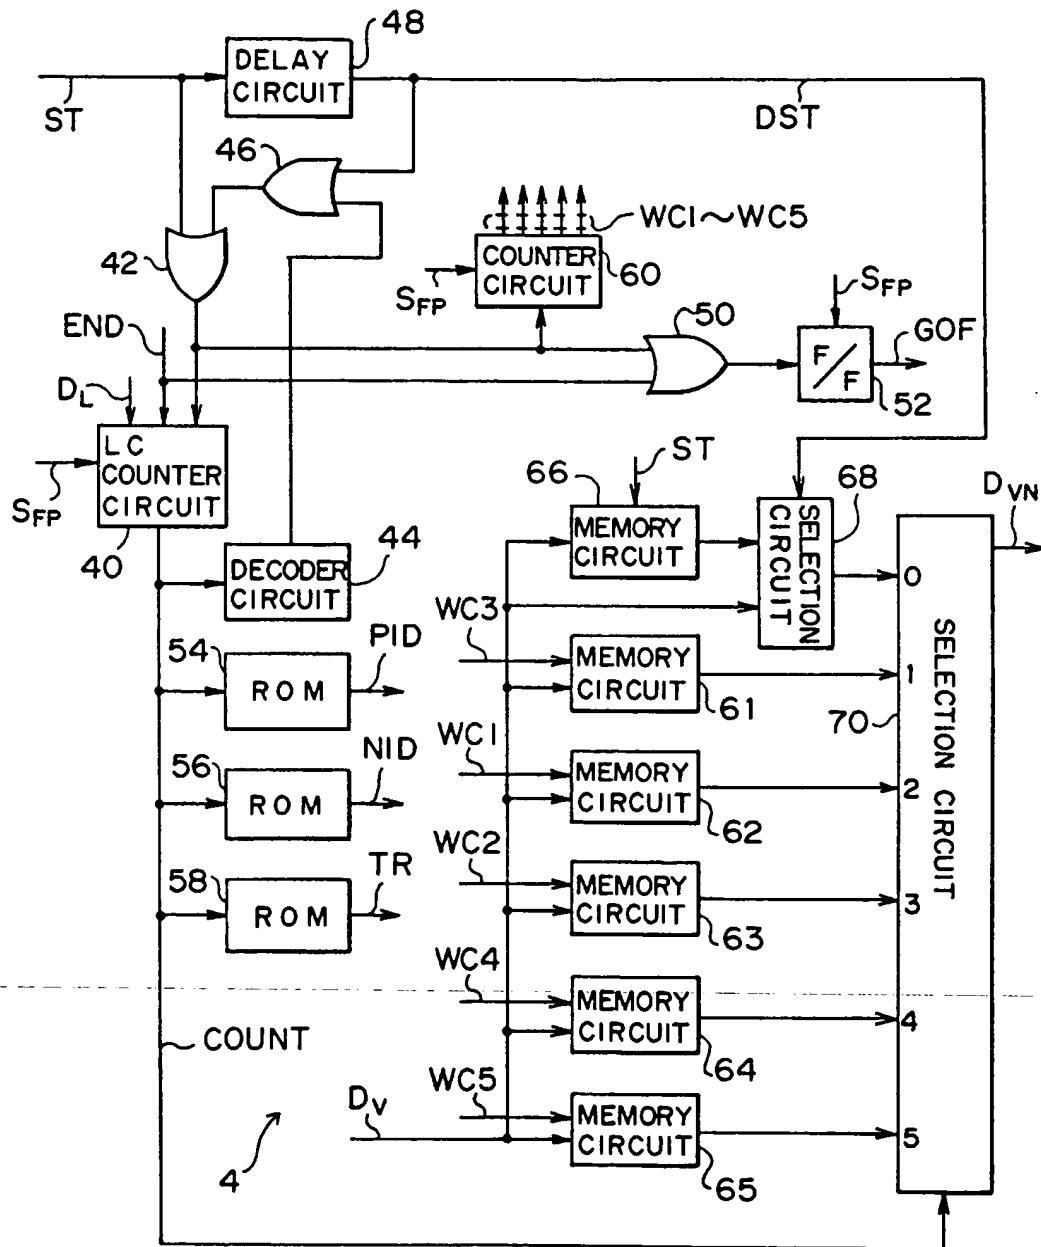 48
DELAY
CIRCUIT
ST
DST
46
WC1~WC5
COUNTER
CIRCUIT
60
42
SFP
SFP
END
50
GOF
F/F
52
DL
LC
COUNTER
CIRCUIT
SFP
40
ST
66
MEMORY
CIRCUIT
68
SELECTION
CIRCUIT
DVN
44
DECODER
CIRCUIT
0
WC3
54
ROM
PID
MEMORY
CIRCUIT
61
1
70
SELECTION CIRCUIT
56
ROM
NID
WC1
MEMORY
CIRCUIT
62
2
58
ROM
TR
WC2
MEMORY
CIRCUIT
63
3
WC4
MEMORY
CIRCUIT
64
4
COUNT
WC5
DV
MEMORY
CIRCUIT
65
5
4